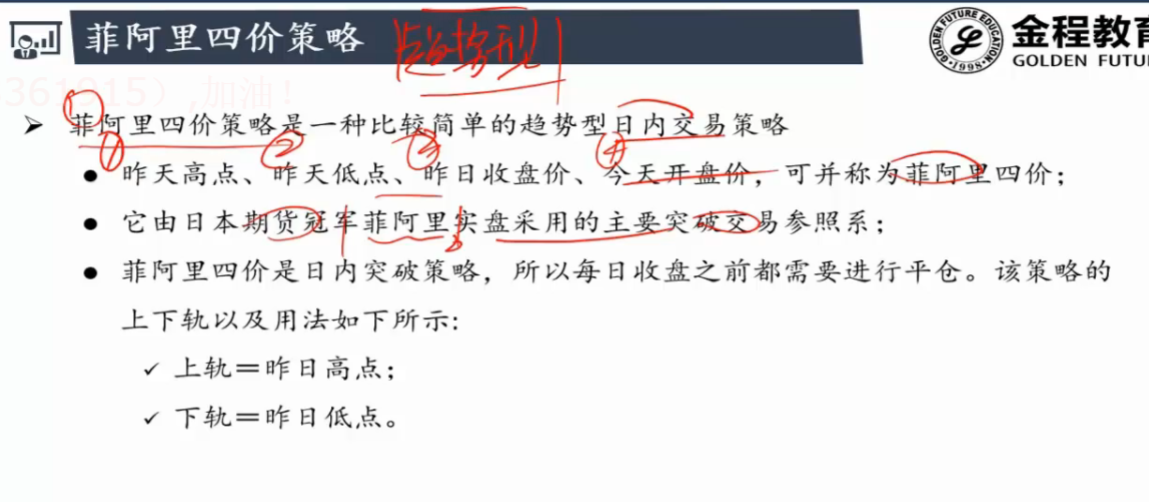 菲阿里四价策略 趋势型
金程教育
GOLDEN FUTU
GOLDEN FUTURE EDUCATION
·1998·
361915）,加油！
➤ 菲阿里四价策略是一种比较简单的趋势型日内交易策略
① ② ③ ④
● 昨天高点、昨天低点、昨日收盘价、今天开盘价，可并称为菲阿里四价；
● 它由日本期货冠军菲阿里实盘采用的主要突破交易参照系；
● 菲阿里四价是日内突破策略，所以每日收盘之前都需要进行平仓。该策略的
上下轨以及用法如下所示:
✓ 上轨＝昨日高点；
✓ 下轨＝昨日低点。